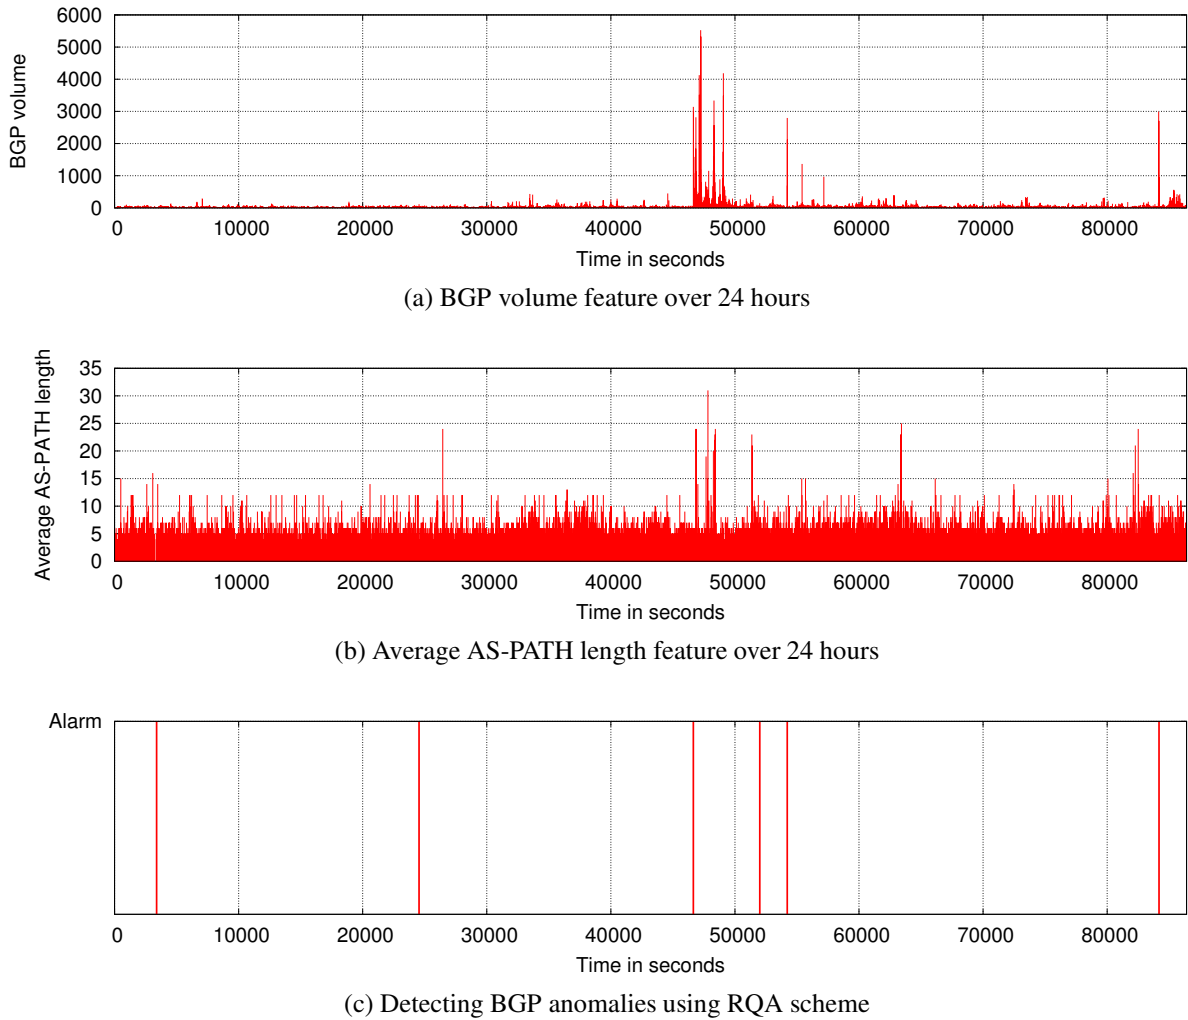 6000
5000
4000
3000
2000
1000
0
BGP volume
0 10000 20000 30000 40000 50000 60000 70000 80000
Time in seconds
(a) BGP volume feature over 24 hours
35
30
25
20
15
10
5
0
Average AS-PATH length
0 10000 20000 30000 40000 50000 60000 70000 80000
Time in seconds
(b) Average AS-PATH length feature over 24 hours
Alarm
0 10000 20000 30000 40000 50000 60000 70000 80000
Time in seconds
(c) Detecting BGP anomalies using RQA scheme